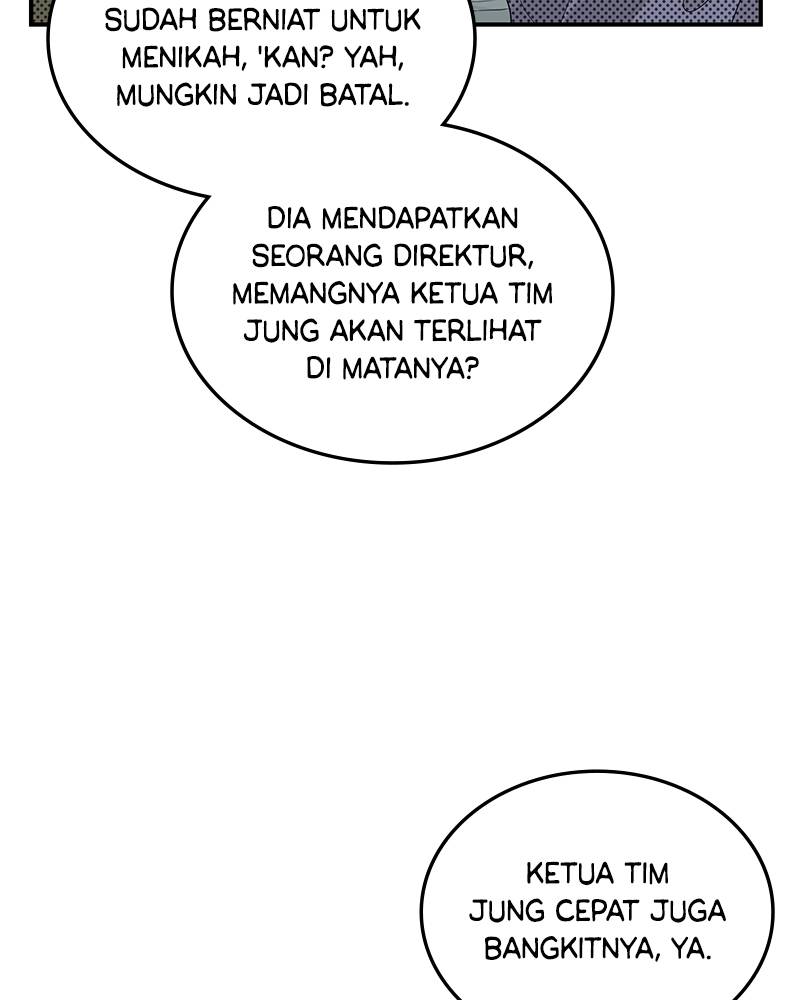 SUDAH BERNIAT UNTUK
MENIKAH, 'KAN? YAH,
MUNGKIN JADI BATAL.
DIA MENDAPATKAN
SEORANG DIREKTUR,
MEMANGNYA KETUA TIM
JUNG AKAN TERLIHAT
DI MATANYA?
KETUA TIM
JUNG CEPAT JUGA
BANGKITNYA, YA.